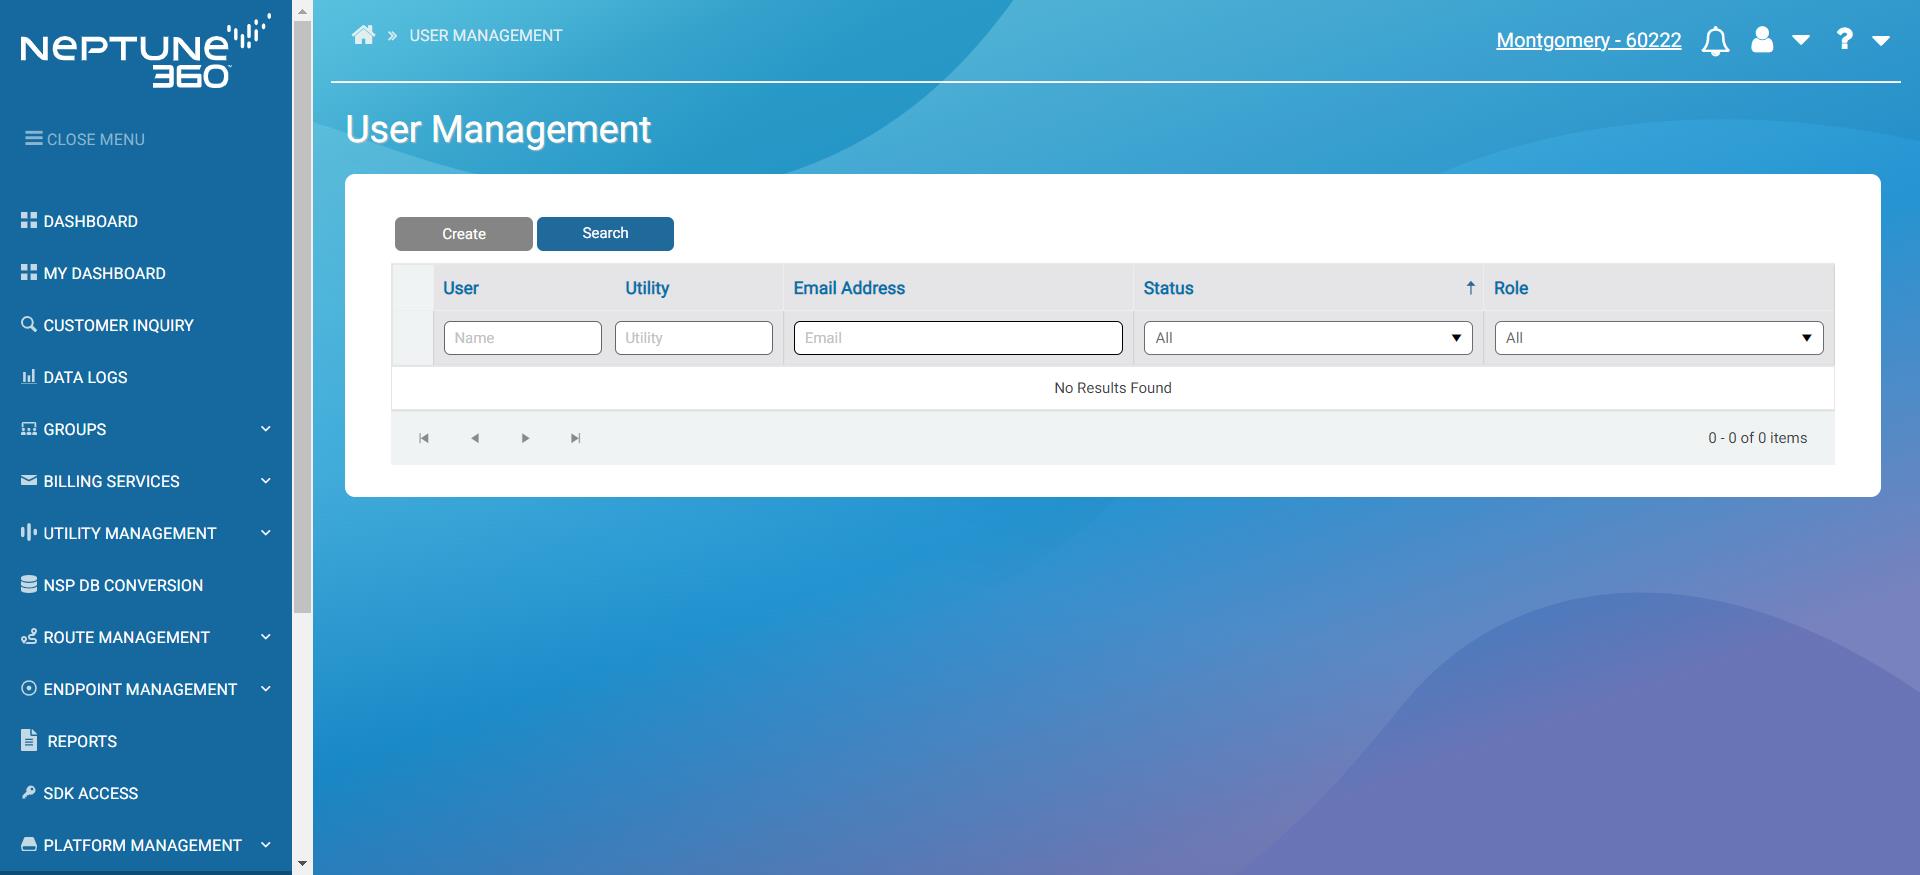 NEPTUNE
360
» USER MANAGEMENT
Montgomery - 60222
?
CLOSE MENU
User Management
DASHBOARD
MY DASHBOARD
CUSTOMER INQUIRY
DATA LOGS
GROUPS
BILLING SERVICES
UTILITY MANAGEMENT
NSP DB CONVERSION
ROUTE MANAGEMENT
ENDPOINT MANAGEMENT
REPORTS
SDK ACCESS
PLATFORM MANAGEMENT
Create Search
User Utility Email Address Status Role
Name Utility Email All All
No Results Found
0 - 0 of 0 items